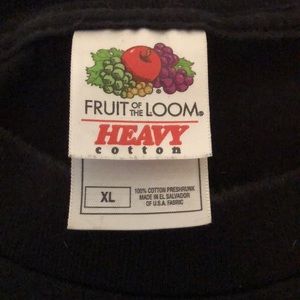 FRUIT OF THE LOOM®
HEAVY
cotton
XL
100% COTTON PRESHRUNK
MADE IN EL SALVADOR
OF U.S.A. FABRIC